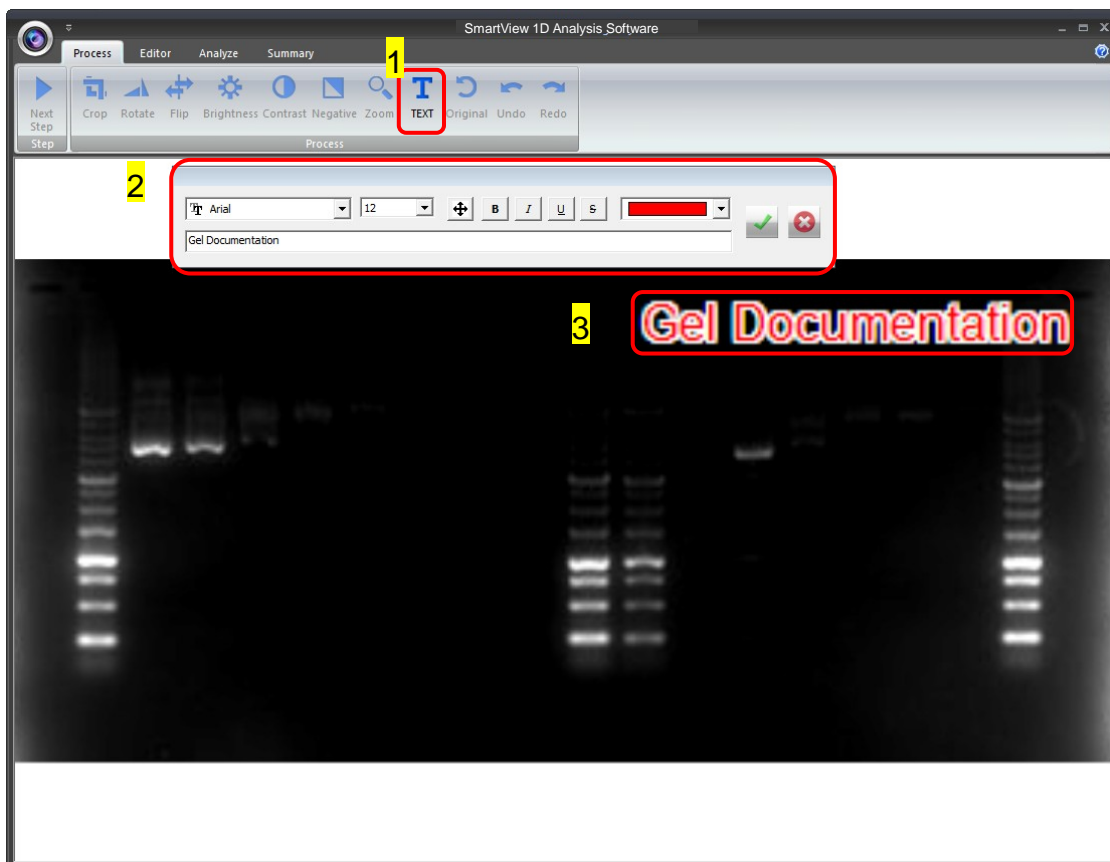 SmartView 1D Analysis Software
Process Editor Analyze Summary
1
Next Step
Crop Rotate Flip Brightness Contrast Negative Zoom TEXT Original Undo Redo
Step Process
2
Arial 12 B I U S
Gel Documentation
3 Gel Documentation